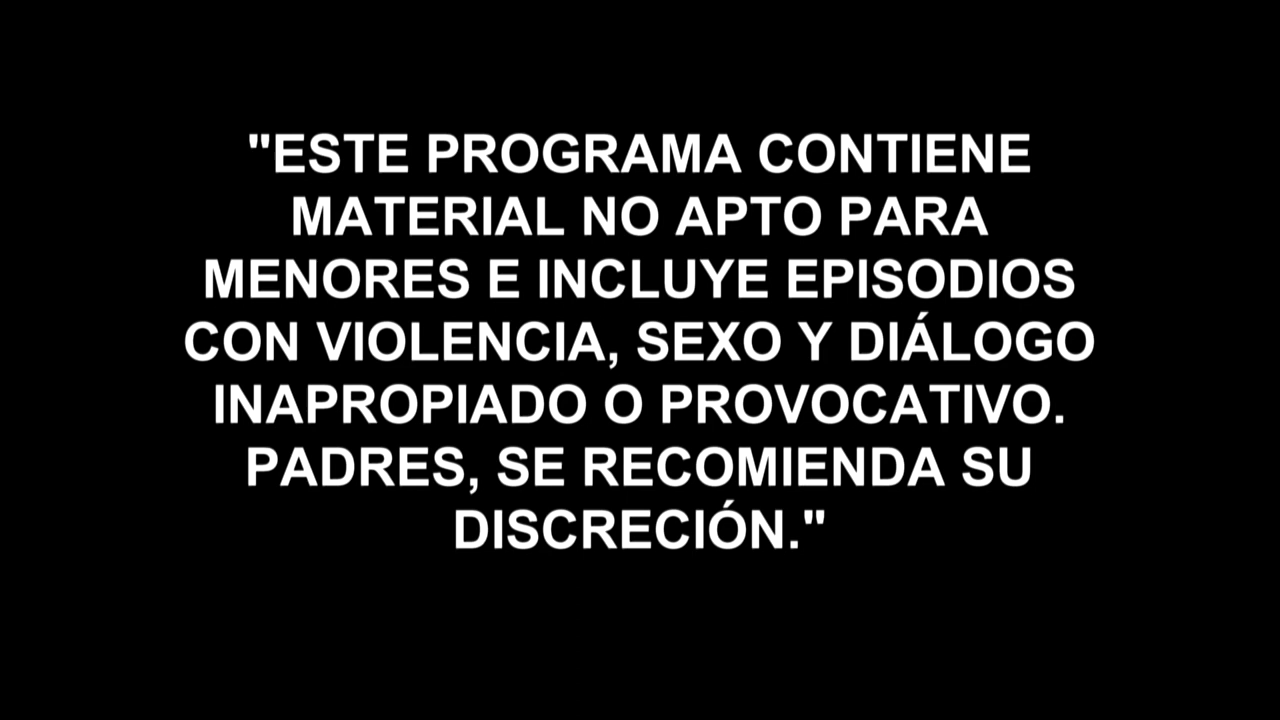 "ESTE PROGRAMA CONTIENE
MATERIAL NO APTO PARA
MENORES E INCLUYE EPISODIOS
CON VIOLENCIA, SEXO Y DIÁLOGO
INAPROPIADO O PROVOCATIVO.
PADRES, SE RECOMIENDA SU
DISCRECIÓN."